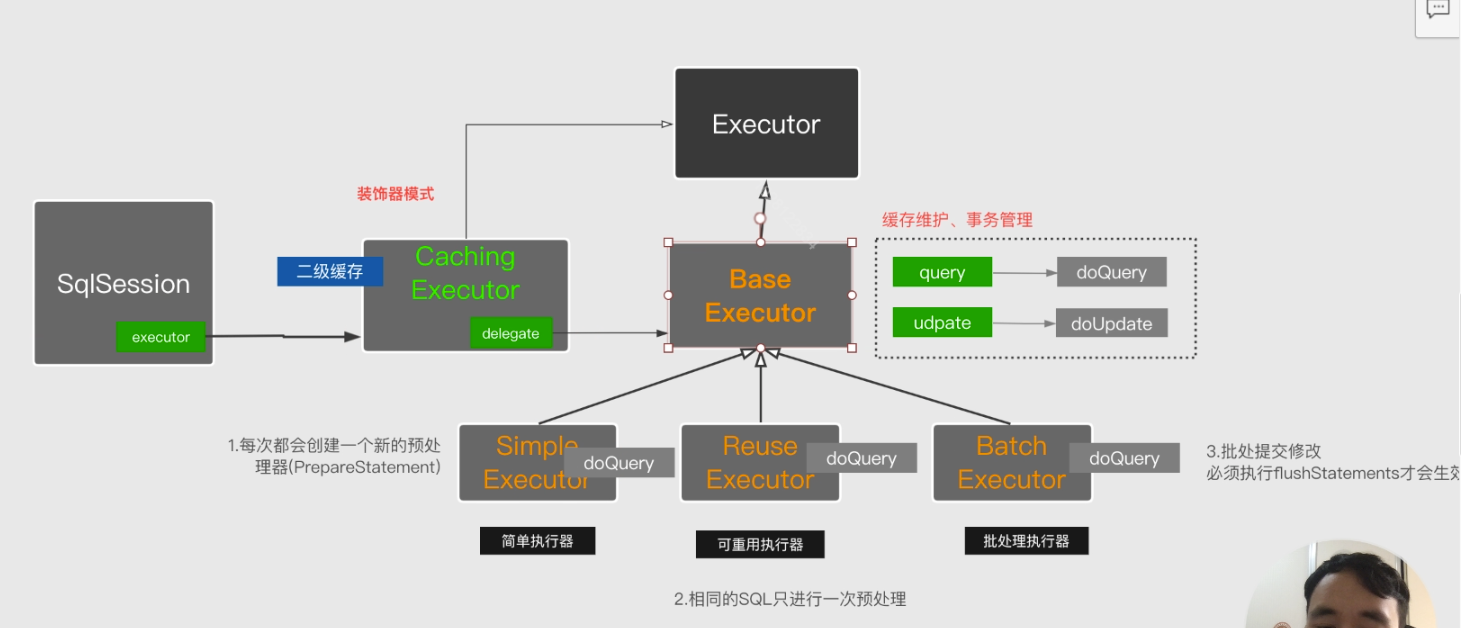 Executor
装饰器模式
SqlSession
executor
二级缓存
Caching
Executor
delegate
Base
Executor
缓存维护、事务管理
query
doQuery
udpate
doUpdate
1.每次都会创建一个新的预处
理器(PrepareStatement)
Simple
Executor
doQuery
Reuse
Executor
doQuery
Batch
Executor
doQuery
3.批处提交修改
必须执行flushStatements才会生效
简单执行器
可重用执行器
批处理执行器
2.相同的SQL只进行一次预处理